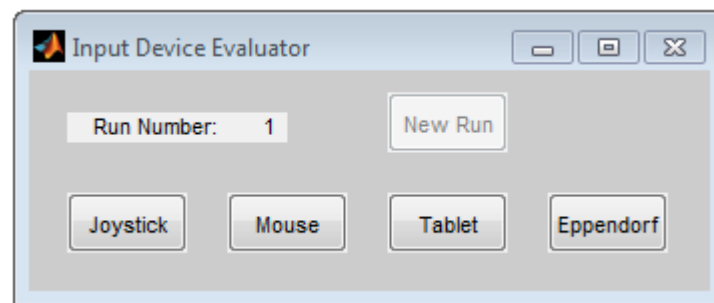 Input Device Evaluator
Run Number: 1 New Run
Joystick Mouse Tablet Eppendorf